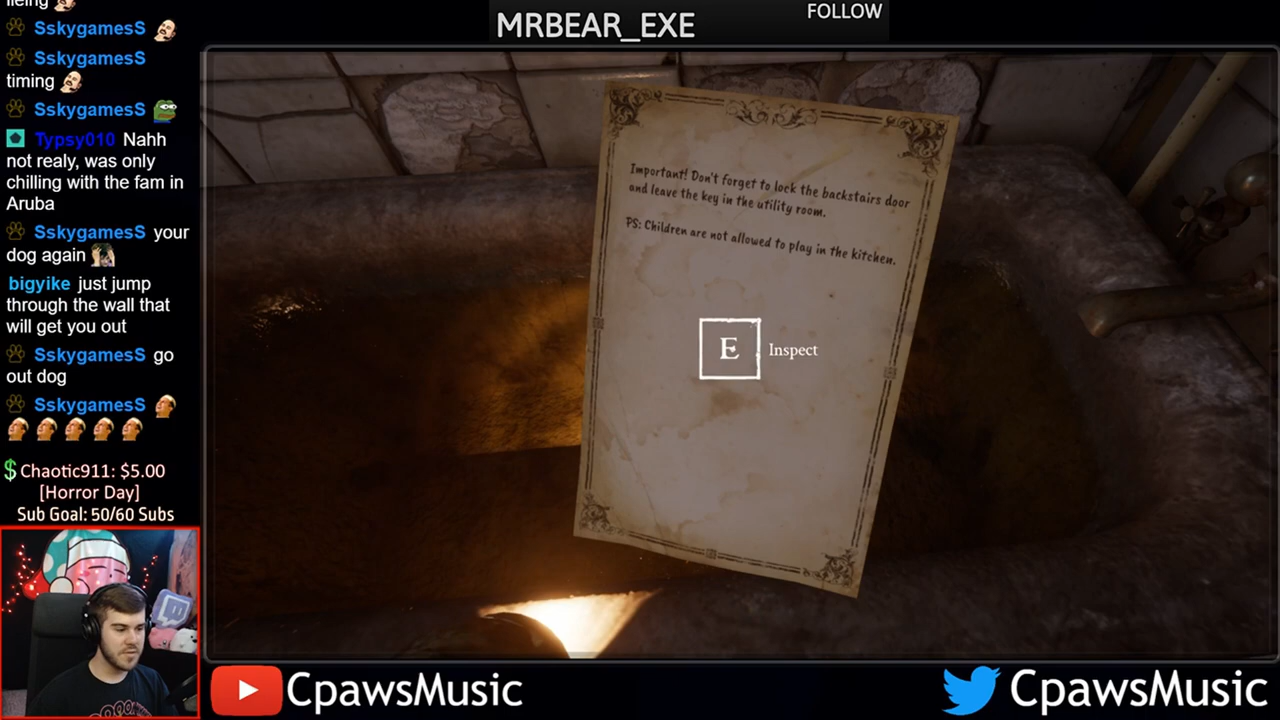 SskygamesS
SskygamesS
timing
SskygamesS
Typsy010 Nahh
not realy, was only
chilling with the fam in
Aruba
SskygamesS your
dog again
bigyike just jump
through the wall that
will get you out
SskygamesS go
out dog
SskygamesS
$ Chaotic911: $5.00
[Horror Day]
Sub Goal: 50/60 Subs
MRBEAR_EXE
FOLLOW
Important! Don't forget to lock the backstairs door
and leave the key in the utility room.
PS: Children are not allowed to play in the kitchen.
E Inspect
CpawsMusic
CpawsMusic